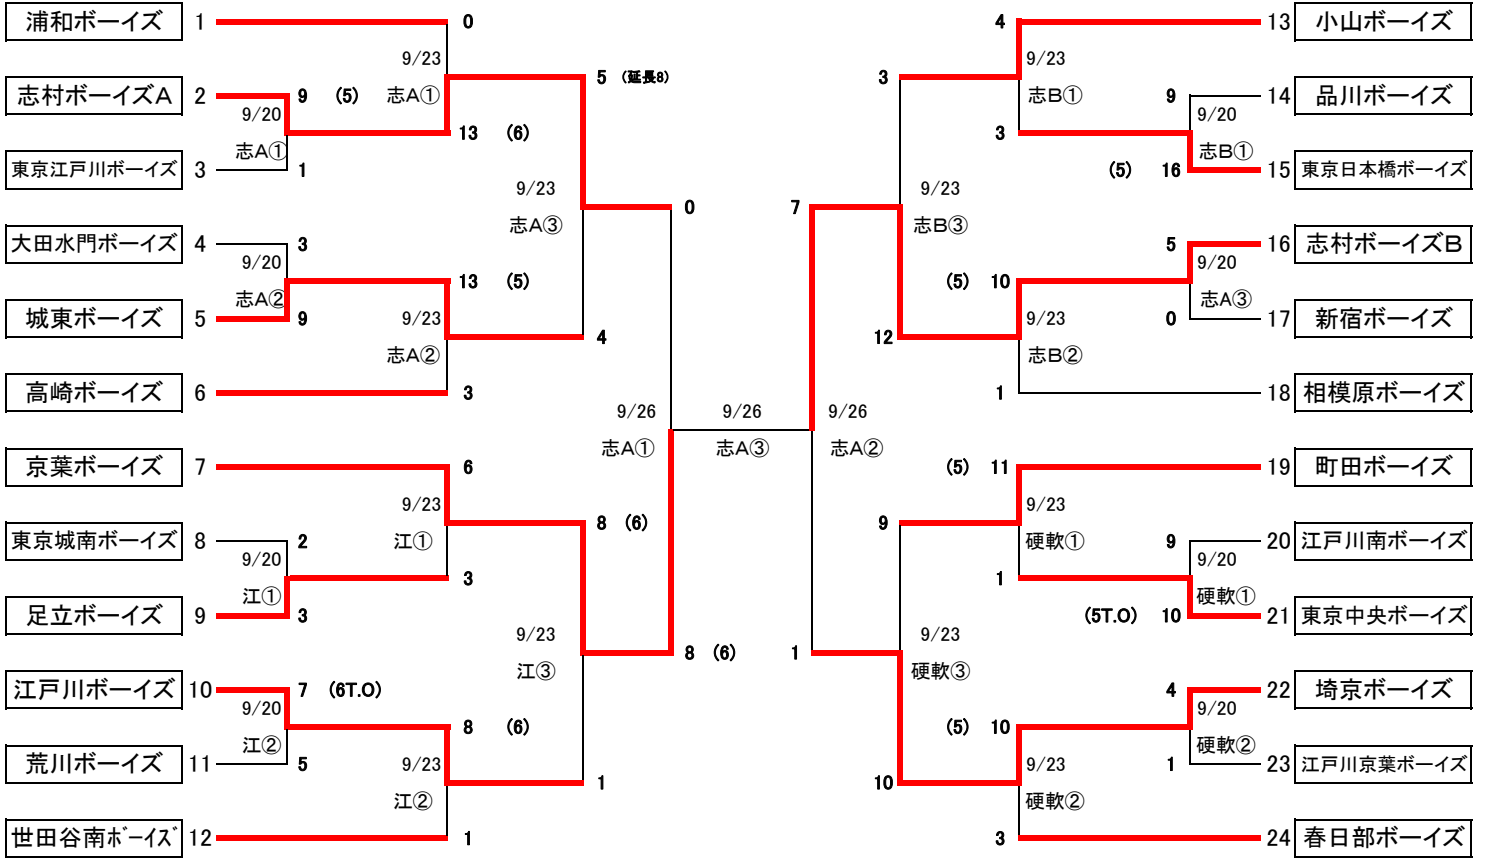 浦和ボーイズ 1 0 4 13 小山ボーイズ
9/23 9/23
5 (延長8) 3
志村ボーイズA 2 9 (5) 志A① 志B① 9 14 品川ボーイズ
9/20 9/20
13 (6) 3
志A① 志B①
東京江戸川ボーイズ 3 1 (5) 16 15 東京日本橋ボーイズ
9/23 9/23
0 7
志A③ 志B③
大田水門ボーイズ 4 3 5 16 志村ボーイズB
9/20 9/20
13 (5) (5) 10
志A② 志A③
城東ボーイズ 5 9 9/23 9/23 0 17 新宿ボーイズ
4 12
志A② 志B②
高崎ボーイズ 6 3 1 18 相模原ボーイズ
9/26 9/26 9/26
志A① 志A③ 志A②
京葉ボーイズ 7 6 (5) 11 19 町田ボーイズ
9/23 9/23
8 (6) 9
東京城南ボーイズ 8 2 江① 硬軟① 9 20 江戸川南ボーイズ
9/20 9/20
3 1
江① 硬軟①
足立ボーイズ 9 3 (5T.O) 10 21 東京中央ボーイズ
9/23 9/23
8 (6) 1
江③ 硬軟③
江戸川ボーイズ 10 7 (6T.O) 4 22 埼京ボーイズ
9/20 9/20
8 (6) (5) 10
江② 硬軟②
荒川ボーイズ 11 5 9/23 9/23 1 23 江戸川京葉ボーイズ
1 10
江② 硬軟②
世田谷南ボーイズ 12 1 3 24 春日部ボーイズ